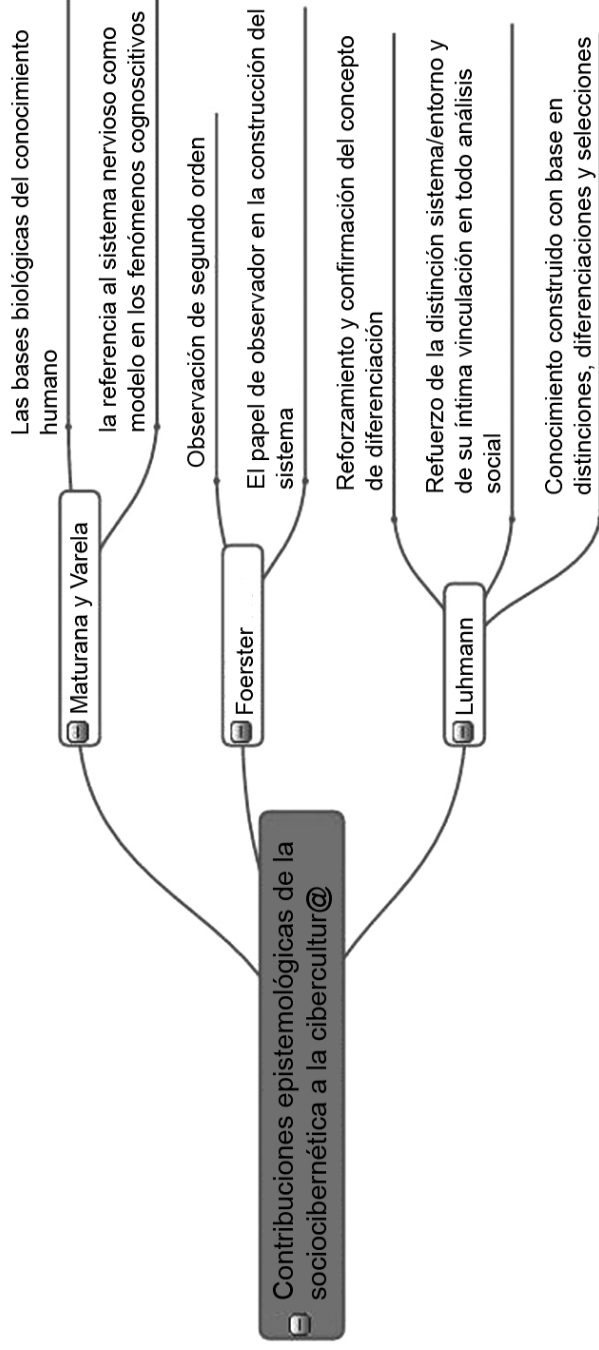 Contribuciones epistemológicas de la
sociocibernética a la cibercultur@
Maturana y Varela
Las bases biológicas del conocimiento
humano
la referencia al sistema nervioso como
modelo en los fenómenos cognoscitivos
Foerster
Observación de segundo orden
El papel de observador en la construcción del
sistema
Luhmann
Reforzamiento y confirmación del concepto
de diferenciación
Refuerzo de la distinción sistema/entorno y
de su íntima vinculación en todo análisis
social
Conocimiento construido con base en
distinciones, diferenciaciones y selecciones